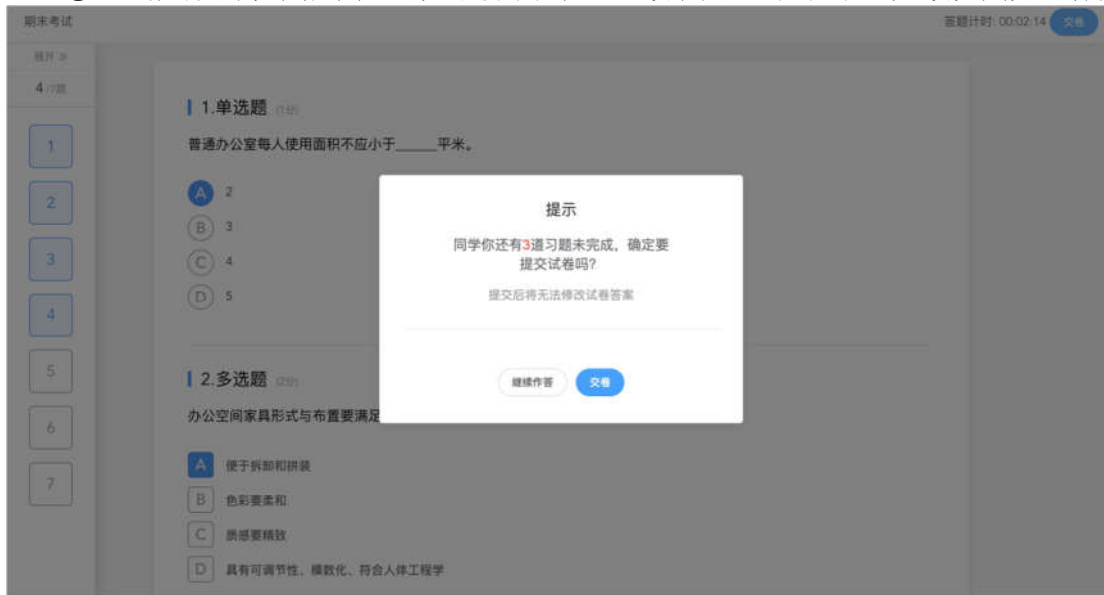 期末考试
答题计时: 00:02:14 交卷
展开 »
4 /7题
1
2
3
4
5
6
7
1.单选题 (1分)
普通办公室每人使用面积不应小于______平米。
A 2
B 3
C 4
D 5
2.多选题 (2分)
办公空间家具形式与布置要满足
A 便于拆卸和拼装
B 色彩要柔和
C 质感要精致
D 具有可调节性、模数化、符合人体工程学
提示
同学你还有3道习题未完成，确定要
提交试卷吗?
提交后将无法修改试卷答案
继续作答 交卷